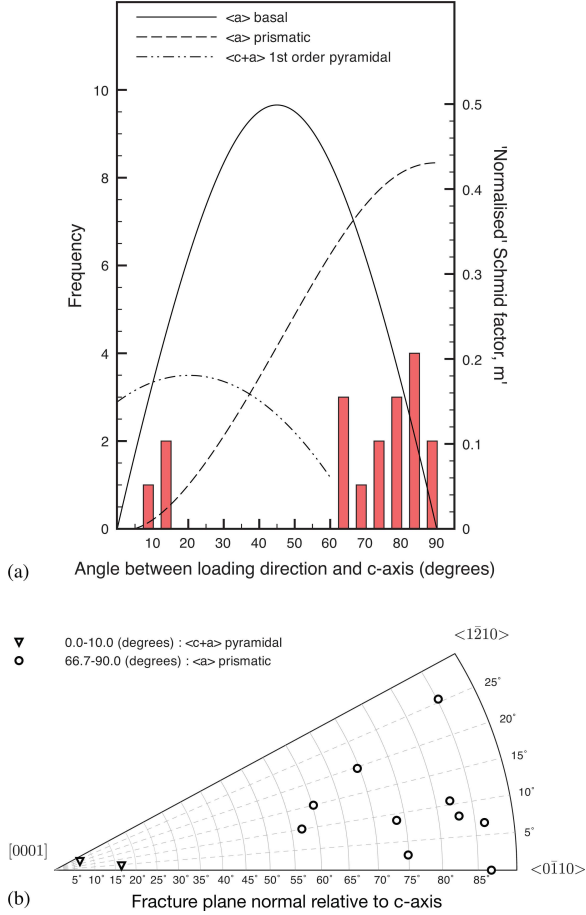 <a> basal
<a> prismatic
<c+a> 1st order pyramidal
10
8
6
4
2
0
Frequency
0.5
0.4
0.3
0.2
0.1
0
'Normalised' Schmid factor, m'
10 20 30 40 50 60 70 80 90
(a) Angle between loading direction and c-axis (degrees)
<12̄10>
0.0-10.0 (degrees) : <c+a> pyramidal
66.7-90.0 (degrees) : <a> prismatic
25°
20°
15°
10°
5°
[0001]
<01̄10>
5° 10° 15° 20° 25° 30° 35° 40° 45° 50° 55° 60° 65° 70° 75° 80° 85°
(b) Fracture plane normal relative to c-axis